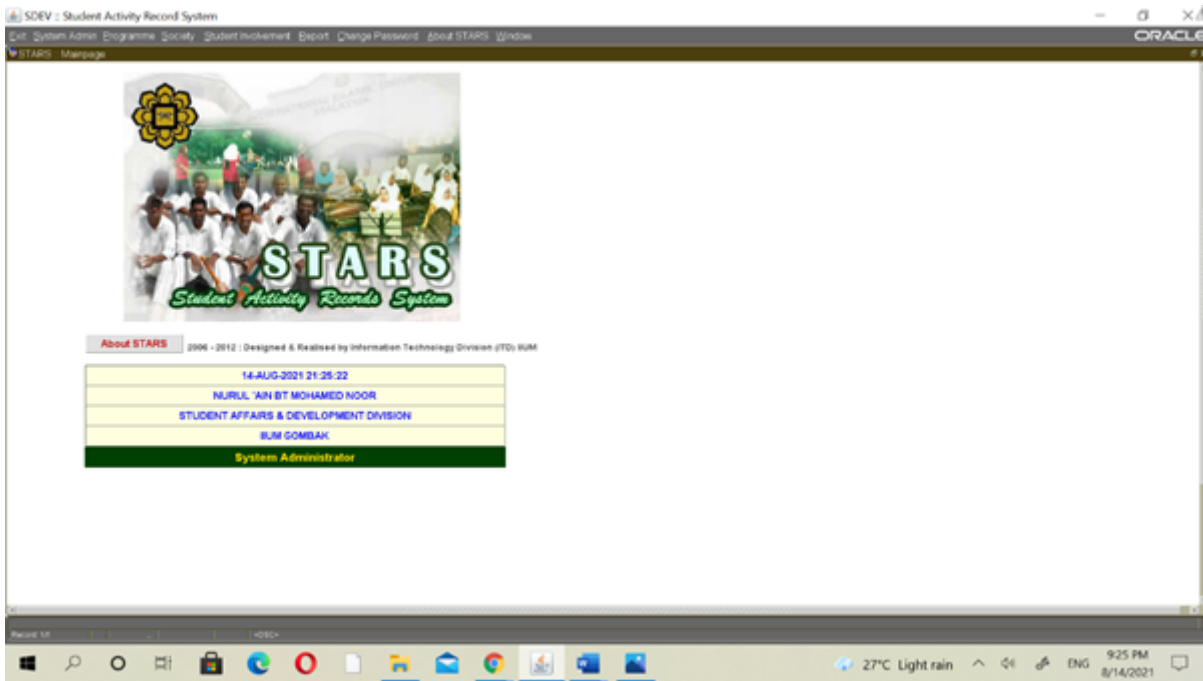 SDEV : Student Activity Record System
Exit System Admin Programme Society Student Involvement Report Change Password About STARS Window
ORACLE
STARS : Mainpage
INTERNATIONAL ISLAMIC
MALAYSIA
STARS
Student Activity Records System
About STARS
2006 - 2012 : Designed & Realised by Information Technology Division (ITD) IIUM
14-AUG-2021 21:25:22
NURUL 'AIN BT MOHAMED NOOR
STUDENT AFFAIRS & DEVELOPMENT DIVISION
IIUM GOMBAK
System Administrator
Record: 1/1 ... <OSC>
27°C Light rain ENG 9:25 PM
8/14/2021